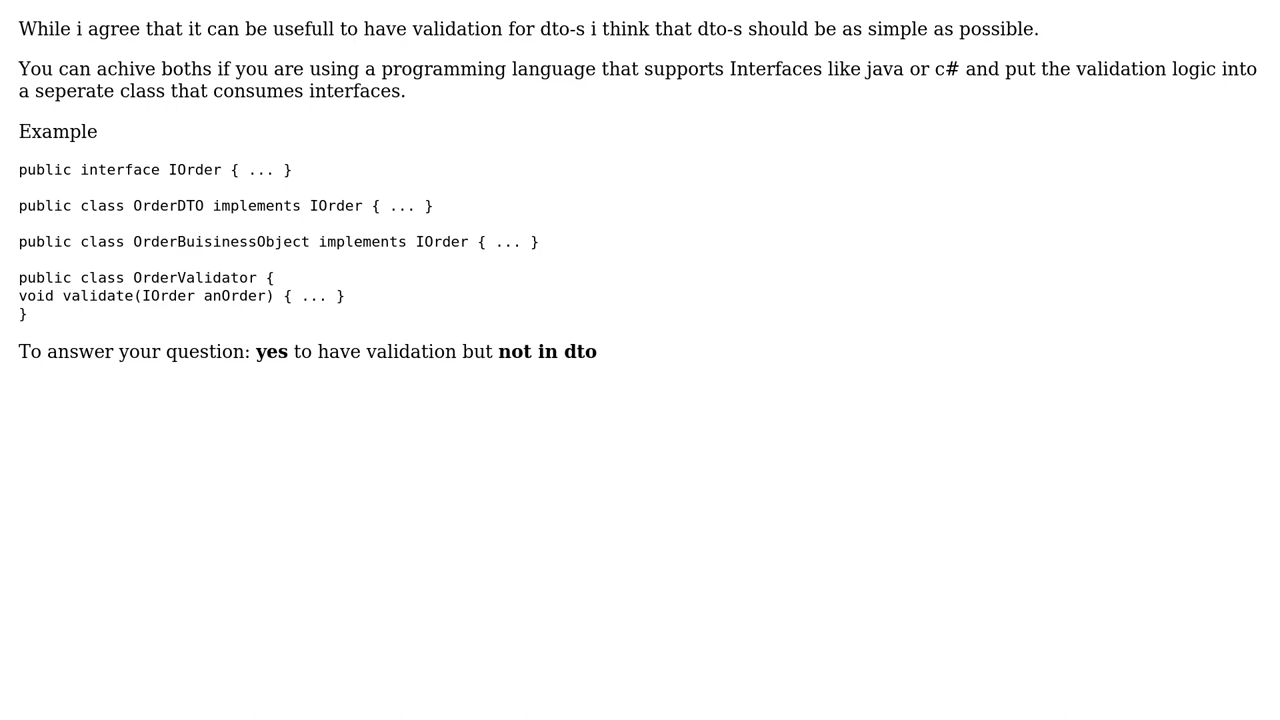 While i agree that it can be usefull to have validation for dto-s i think that dto-s should be as simple as possible.
You can achive boths if you are using a programming language that supports Interfaces like java or c# and put the validation logic into
a seperate class that consumes interfaces.
Example
public interface IOrder { ... }
public class OrderDTO implements IOrder { ... }
public class OrderBuisinessObject implements IOrder { ... }
public class OrderValidator {
void validate(IOrder anOrder) { ... }
}
To answer your question: yes to have validation but not in dto